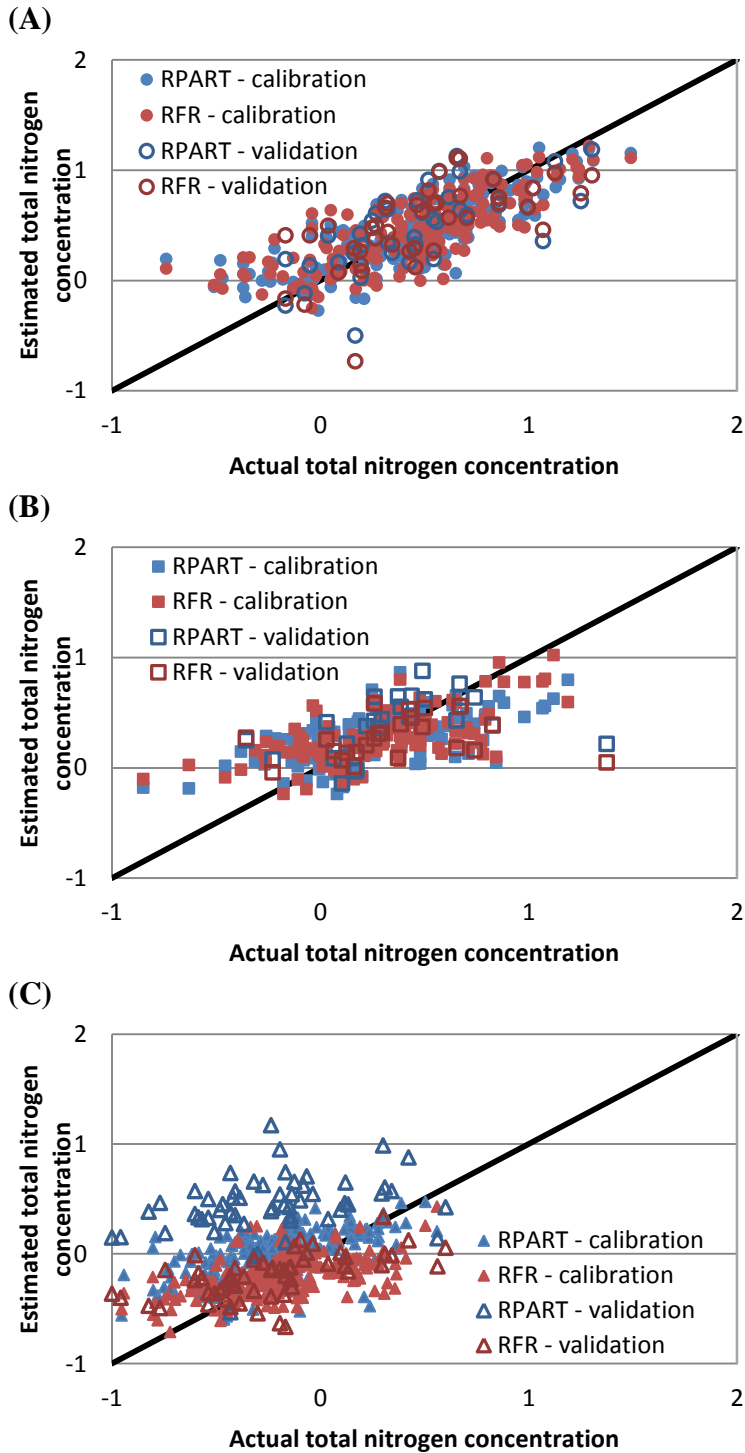 (A)
2
1
0
-1
-1
0
1
2
RPART - calibration
RFR - calibration
RPART - validation
RFR - validation
Estimated total nitrogen
concentration
Actual total nitrogen concentration
(B)
2
1
0
-1
-1
0
1
2
RPART - calibration
RFR - calibration
RPART - validation
RFR - validation
Estimated total nitrogen
concentration
Actual total nitrogen concentration
(C)
2
1
0
-1
-1
0
1
2
RPART - calibration
RFR - calibration
RPART - validation
RFR - validation
Estimated total nitrogen
concentration
Actual total nitrogen concentration